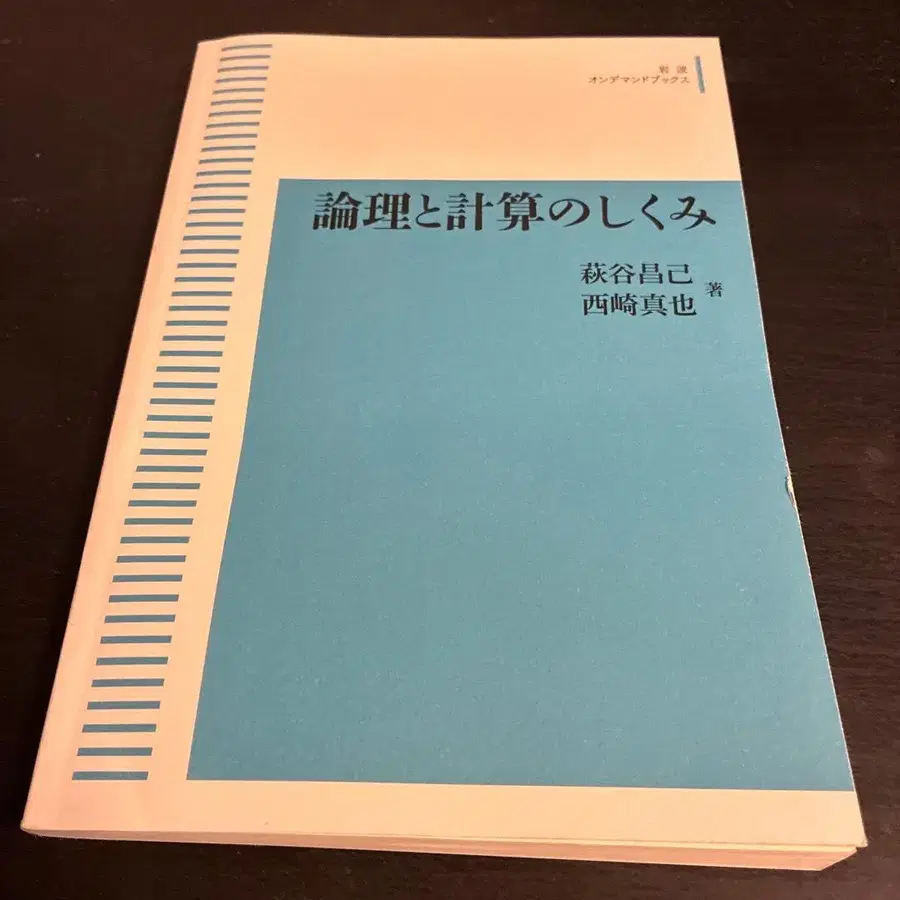 岩波
オンデマンドブックス
論理と計算のしくみ
萩谷昌己
西崎真也
著